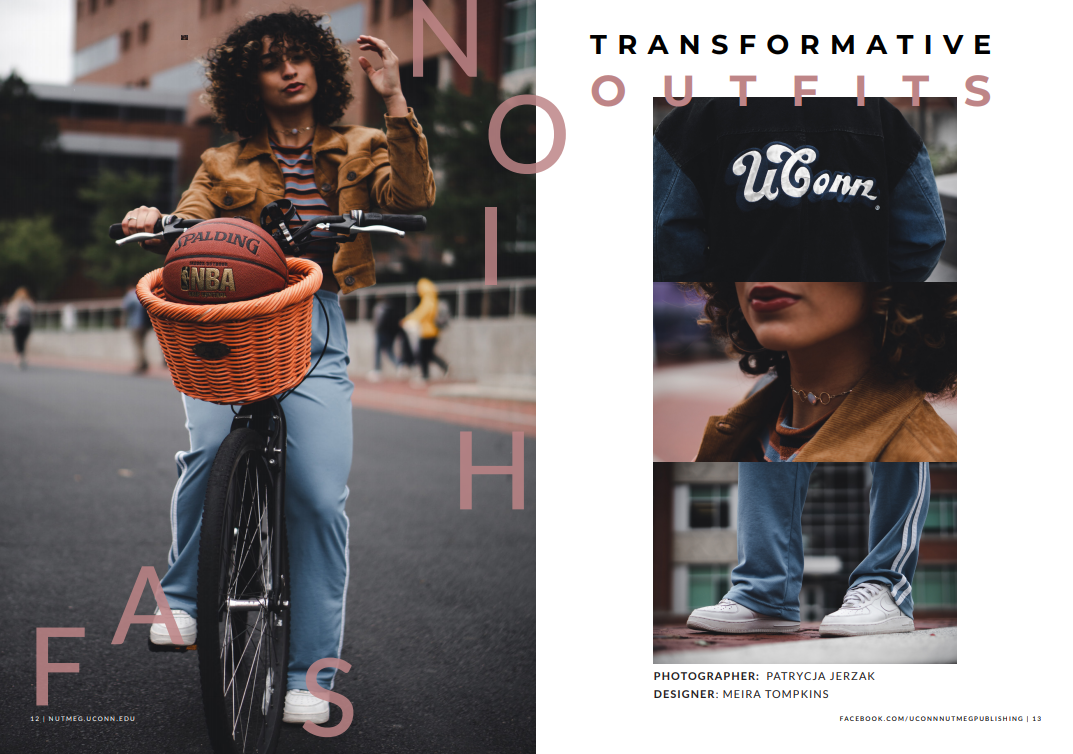 FASHION
SPALDING
NBA
12 | NUTMEG.UCONN.EDU
TRANSFORMATIVE
OUTFITS
UConn
PHOTOGRAPHER: PATRYCJA JERZAK
DESIGNER: MEIRA TOMPKINS
FACEBOOK.COM/UCONNNUTMEGPUBLISHING | 13